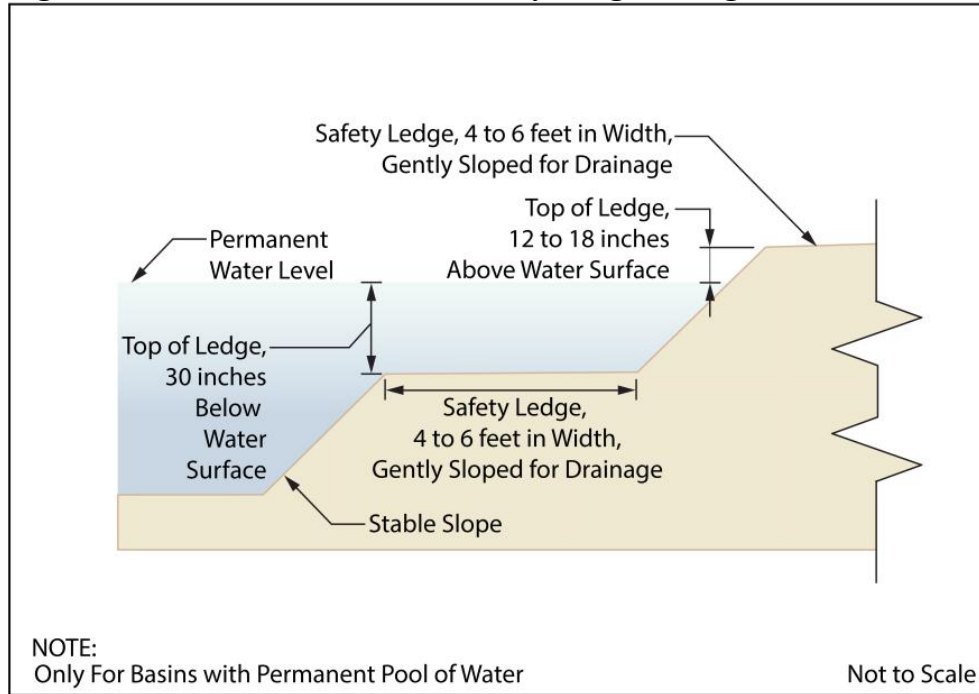 Safety Ledge, 4 to 6 feet in Width,
Gently Sloped for Drainage
Top of Ledge,
12 to 18 inches
Above Water Surface
Permanent
Water Level
Top of Ledge,
30 inches
Below
Water
Surface
Safety Ledge,
4 to 6 feet in Width,
Gently Sloped for Drainage
Stable Slope
NOTE:
Only For Basins with Permanent Pool of Water
Not to Scale